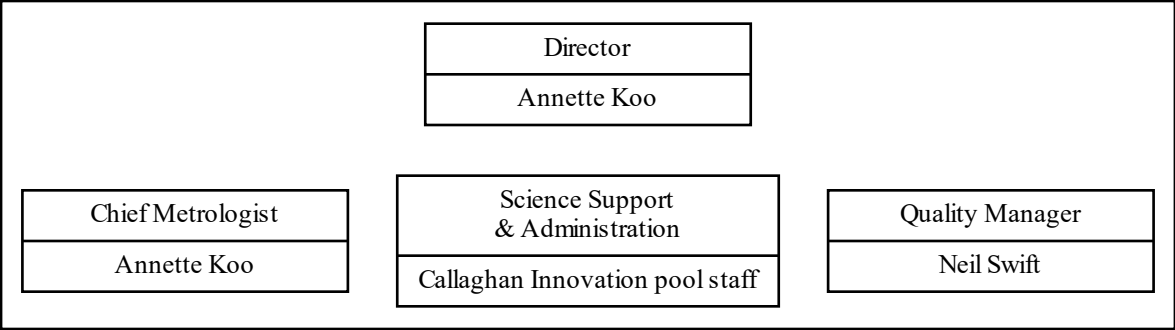 Director
Annette Koo
Chief Metrologist
Annette Koo
Science Support
& Administration
Callaghan Innovation pool staff
Quality Manager
Neil Swift